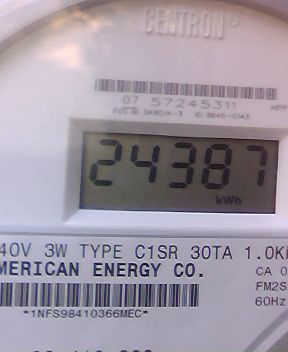 CENTRON®
07 57245311
24387
kWh
40V 3W TYPE C1SR 30TA 1.0K
MERICAN ENERGY CO.
CA 0
FM2S
60Hz
*1NFS98410366MEC*